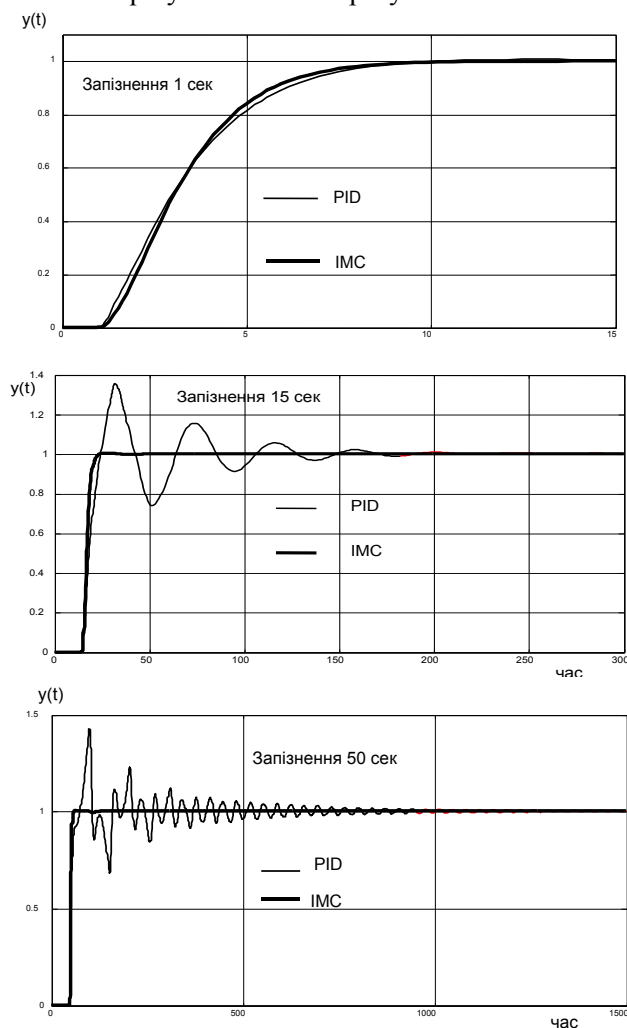 y(t)
1
Запізнення 1 сек
0.8
0.6
PID
0.4
IMC
0.2
0
0 5 10 15
1.4
y(t)
Запізнення 15 сек
1.2
1
0.8
PID
0.6
IMC
0.4
0.2
0
0 50 100 150 200 250 300
час
y(t)
1.5
Запізнення 50 сек
1
PID
IMC
0.5
0
0 500 1000 1500
час